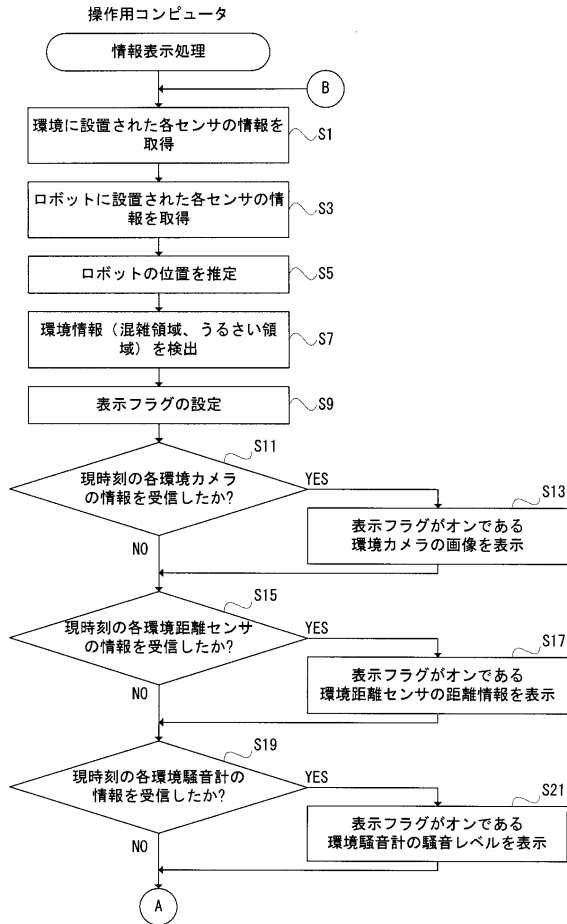 操作用コンピュータ
情報表示処理
B
環境に設置された各センサの情報を
取得
S1
ロボットに設置された各センサの情
報を取得
S3
ロボットの位置を推定
S5
環境情報（混雑領域、うるさい領
域）を検出
S7
表示フラグの設定
S9
S11
現時刻の各環境カメラ
の情報を受信したか?
YES
NO
S13
表示フラグがオンである
環境カメラの画像を表示
S15
現時刻の各環境距離センサ
の情報を受信したか?
YES
NO
S17
表示フラグがオンである
環境距離センサの距離情報を表示
S19
現時刻の各環境騒音計の
情報を受信したか?
YES
NO
S21
表示フラグがオンである
環境騒音計の騒音レベルを表示
A